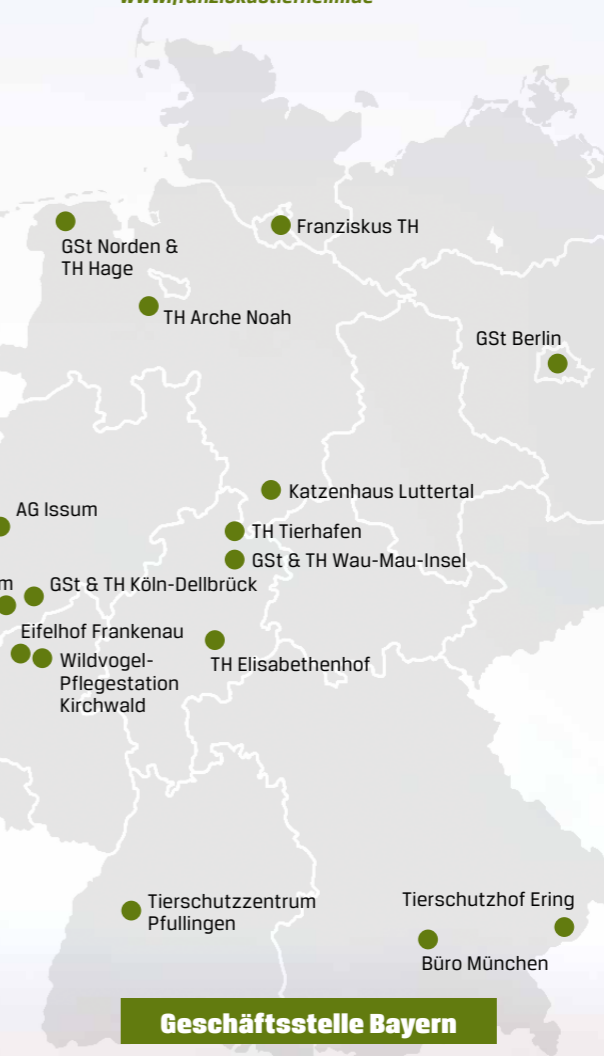 Franziskus TH
GSt Norden &
TH Hage
TH Arche Noah
GSt Berlin
Katzenhaus Luttertal
AG Issum
TH Tierhafen
GSt & TH Wau-Mau-Insel
m
GSt & TH Köln-Dellbrück
Eifelhof Frankenau
Wildvogel-
Pflegestation
Kirchwald
TH Elisabethenhof
Tierschutzzentrum
Pfullingen
Tierschutzhof Ering
Büro München
Geschäftsstelle Bayern